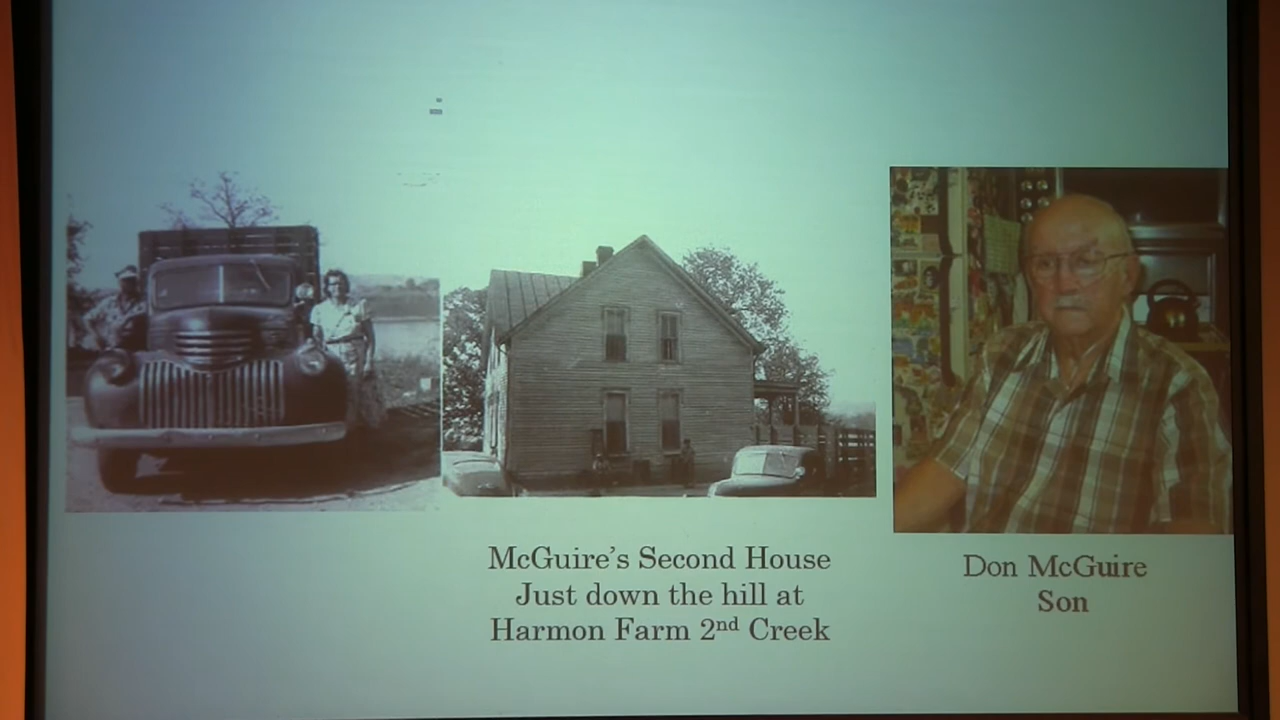 McGuire's Second House
Just down the hill at
Harmon Farm 2nd Creek
Don McGuire
Son